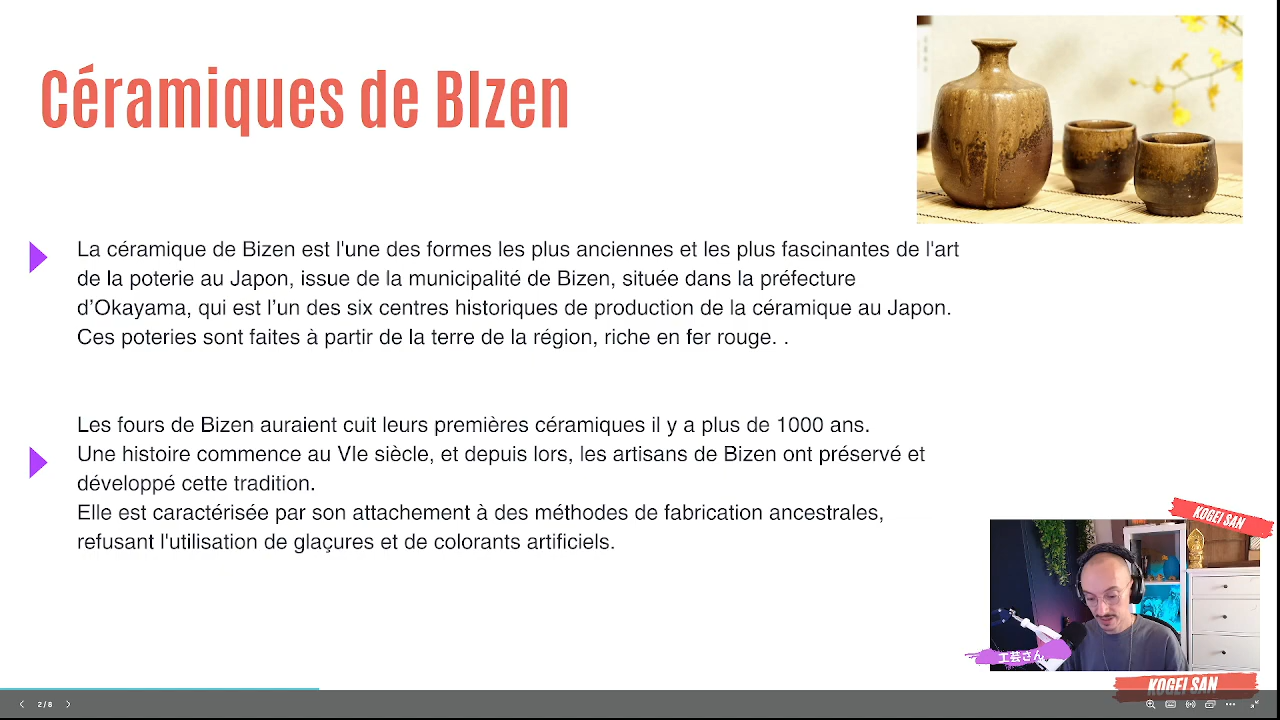 Céramiques de BIzen
La céramique de Bizen est l'une des formes les plus anciennes et les plus fascinantes de l'art
de la poterie au Japon, issue de la municipalité de Bizen, située dans la préfecture
d’Okayama, qui est l’un des six centres historiques de production de la céramique au Japon.
Ces poteries sont faites à partir de la terre de la région, riche en fer rouge. .
Les fours de Bizen auraient cuit leurs premières céramiques il y a plus de 1000 ans.
Une histoire commence au VIe siècle, et depuis lors, les artisans de Bizen ont préservé et
développé cette tradition.
Elle est caractérisée par son attachement à des méthodes de fabrication ancestrales,
refusant l'utilisation de glaçures et de colorants artificiels.
KOGEI SAN
工芸さん
KOGEI SAN
2 / 8